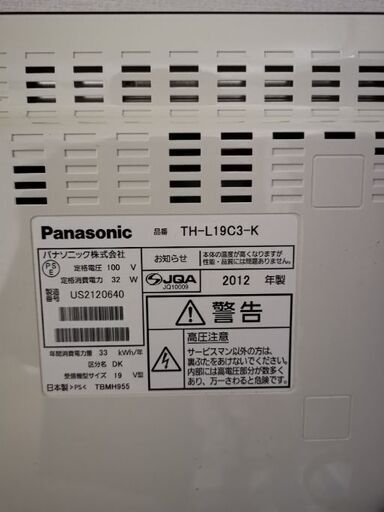 Panasonic 品番 TH-L19C3-K
パナソニック株式会社
PS E 定格電圧 100 V
定格消費電力 32 W
製造番号 US2120640
お知らせ 本体の温度が高くなることがありますが、
性能・品質には問題ありません。
JQA
JQ10009
2012 年製
年間消費電力量 33 kWh/年
区分名 DK
受信機型サイズ 19 V型
日本製 >PS< TBMH955
警告
高圧注意
サービスマン以外の方は、
裏ぶたをあけないでください。
内部には高電圧部分が数多く
あり、万一さわると危険です。